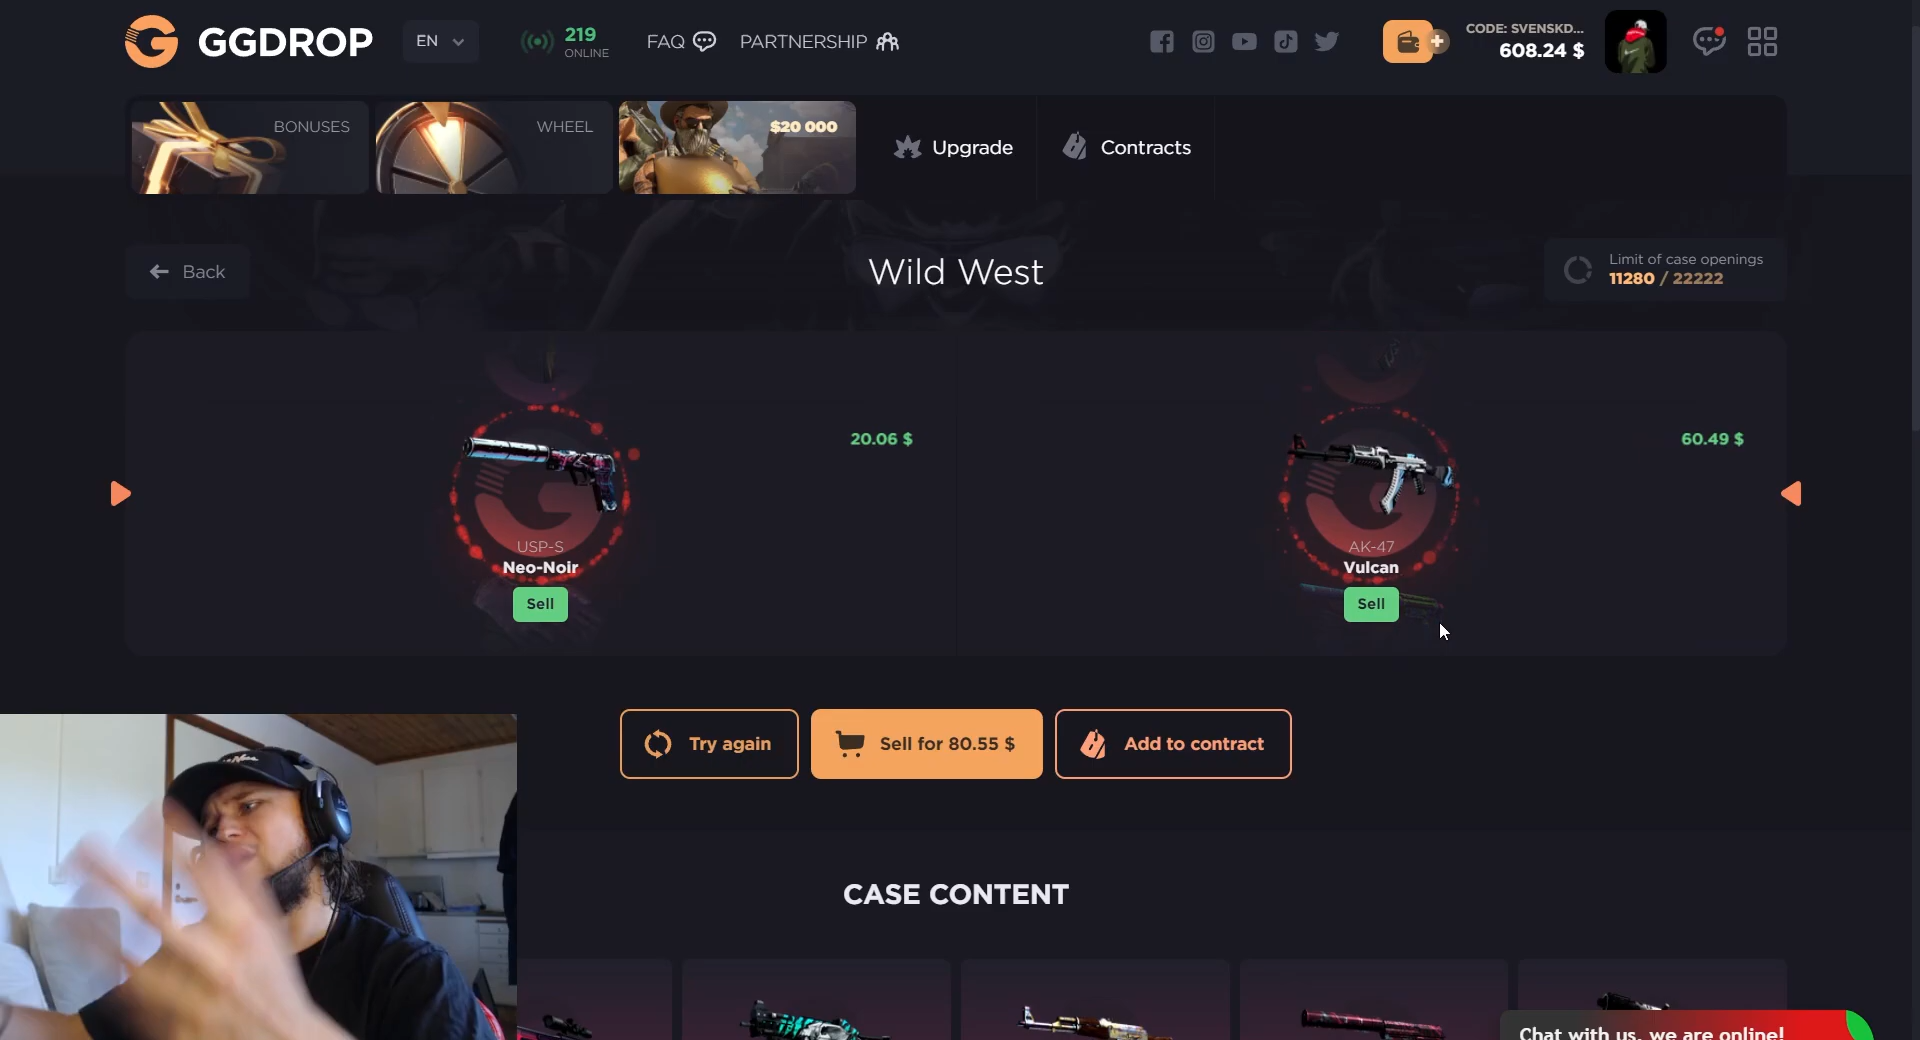 GGDROP
EN
219
ONLINE
FAQ
PARTNERSHIP
CODE: SVENSKD...
608.24 $
BONUSES
WHEEL
$20 000
Upgrade
Contracts
Back
Wild West
Limit of case openings
11280 / 22222
20.06 $
60.49 $
USP-S
Neo-Noir
Sell
AK-47
Vulcan
Sell
Try again
Sell for 80.55 $
Add to contract
CASE CONTENT
Chat with us, we are online!